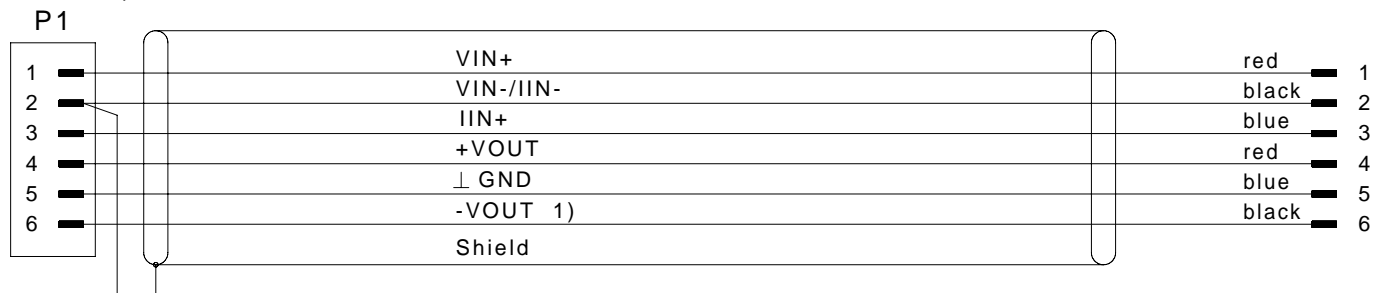 P1
VIN+ red
1 1
VIN-/IIN- black
2 2
IIN+ blue
3 3
+VOUT red
4 4
⊥ GND blue
5 5
-VOUT 1) black
6 6
Shield